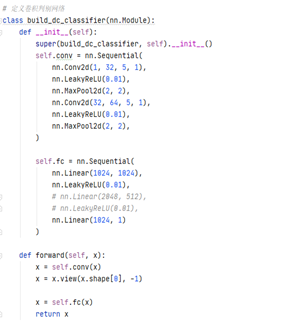 # 定义卷积判别网络
class build_dc_classifier(nn.Module):
def __init__(self):
super(build_dc_classifier, self).__init__()
self.conv = nn.Sequential(
nn.Conv2d(1, 32, 5, 1),
nn.LeakyReLU(0.01),
nn.MaxPool2d(2, 2),
nn.Conv2d(32, 64, 5, 1),
nn.LeakyReLU(0.01),
nn.MaxPool2d(2, 2),
)
self.fc = nn.Sequential(
nn.Linear(1024, 1024),
nn.LeakyReLU(0.01),
# nn.Linear(2048, 512),
# nn.LeakyReLU(0.01),
nn.Linear(1024, 1)
)
def forward(self, x):
x = self.conv(x)
x = x.view(x.shape[0], -1)
x = self.fc(x)
return x